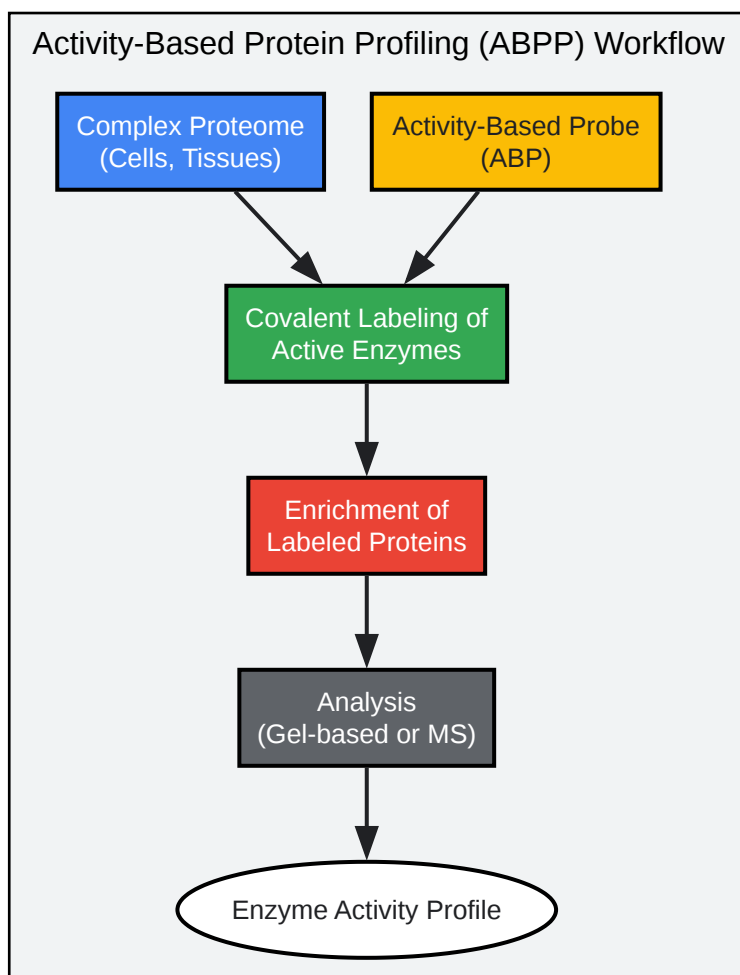 Activity-Based Protein Profiling (ABPP) Workflow
Complex Proteome
(Cells, Tissues)
Activity-Based Probe
(ABP)
Covalent Labeling of
Active Enzymes
Enrichment of
Labeled Proteins
Analysis
(Gel-based or MS)
Enzyme Activity Profile